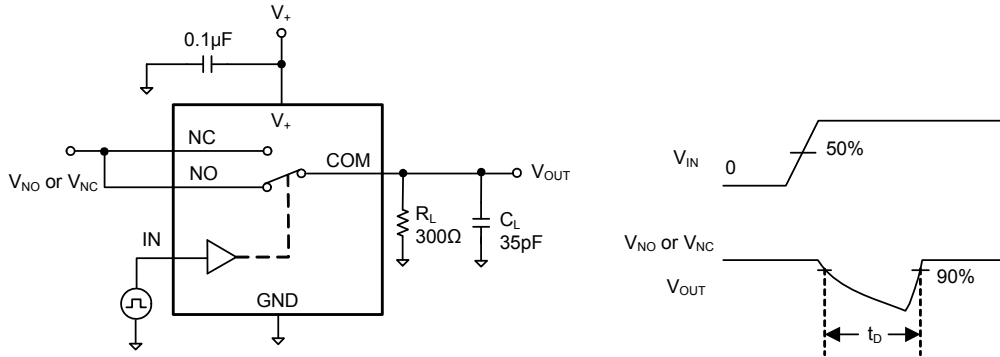 V+
0.1µF
V+
NC
COM
NO
VNO or VNC
VOUT
RL
300Ω
CL
35pF
IN
GND
VIN
0
50%
VNO or VNC
VOUT
90%
tD